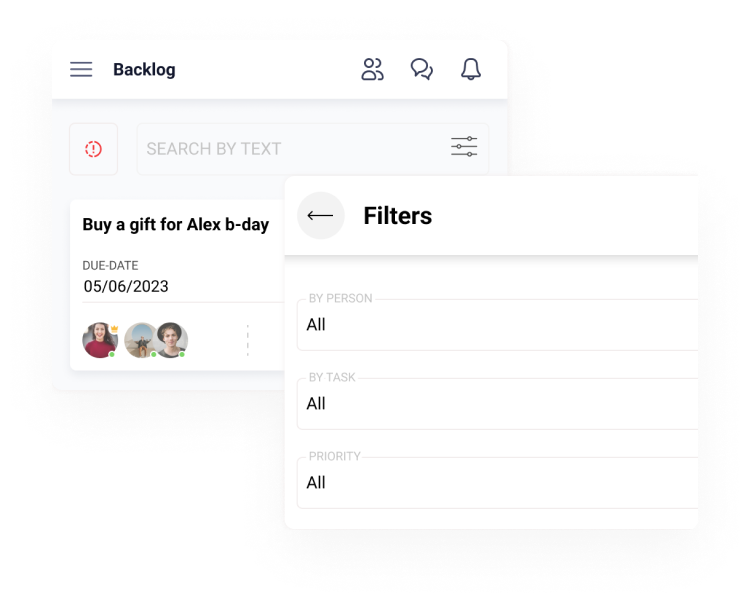 Backlog
SEARCH BY TEXT
Buy a gift for Alex b-day
DUE-DATE
05/06/2023
Filters
BY PERSON
All
BY TASK
All
PRIORITY
All